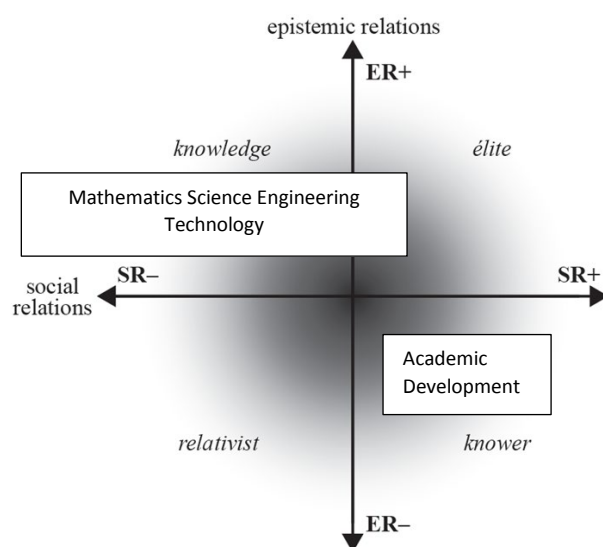 epistemic relations
ER+
knowledge
élite
Mathematics Science Engineering
Technology
SR–
SR+
social
relations
Academic
Development
relativist
knower
ER–